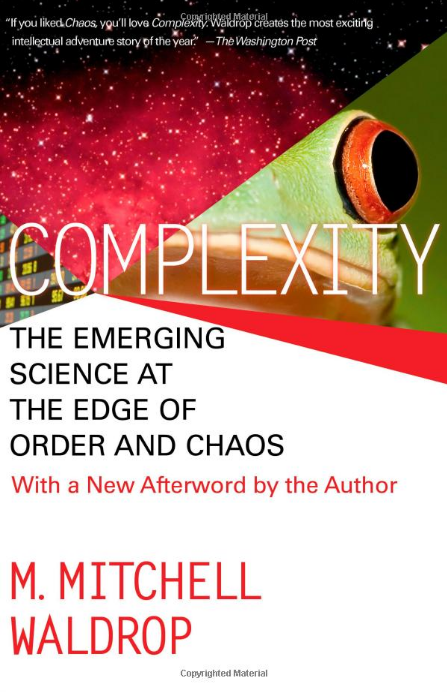 Copyrighted Material
"If you liked Chaos, you'll love Complexity. Waldrop creates the most exciting
intellectual adventure story of the year." —The Washington Post
COMPLEXITY
THE EMERGING
SCIENCE AT
THE EDGE OF
ORDER AND CHAOS
With a New Afterword by the Author
M. MITCHELL
WALDROP
Copyrighted Material